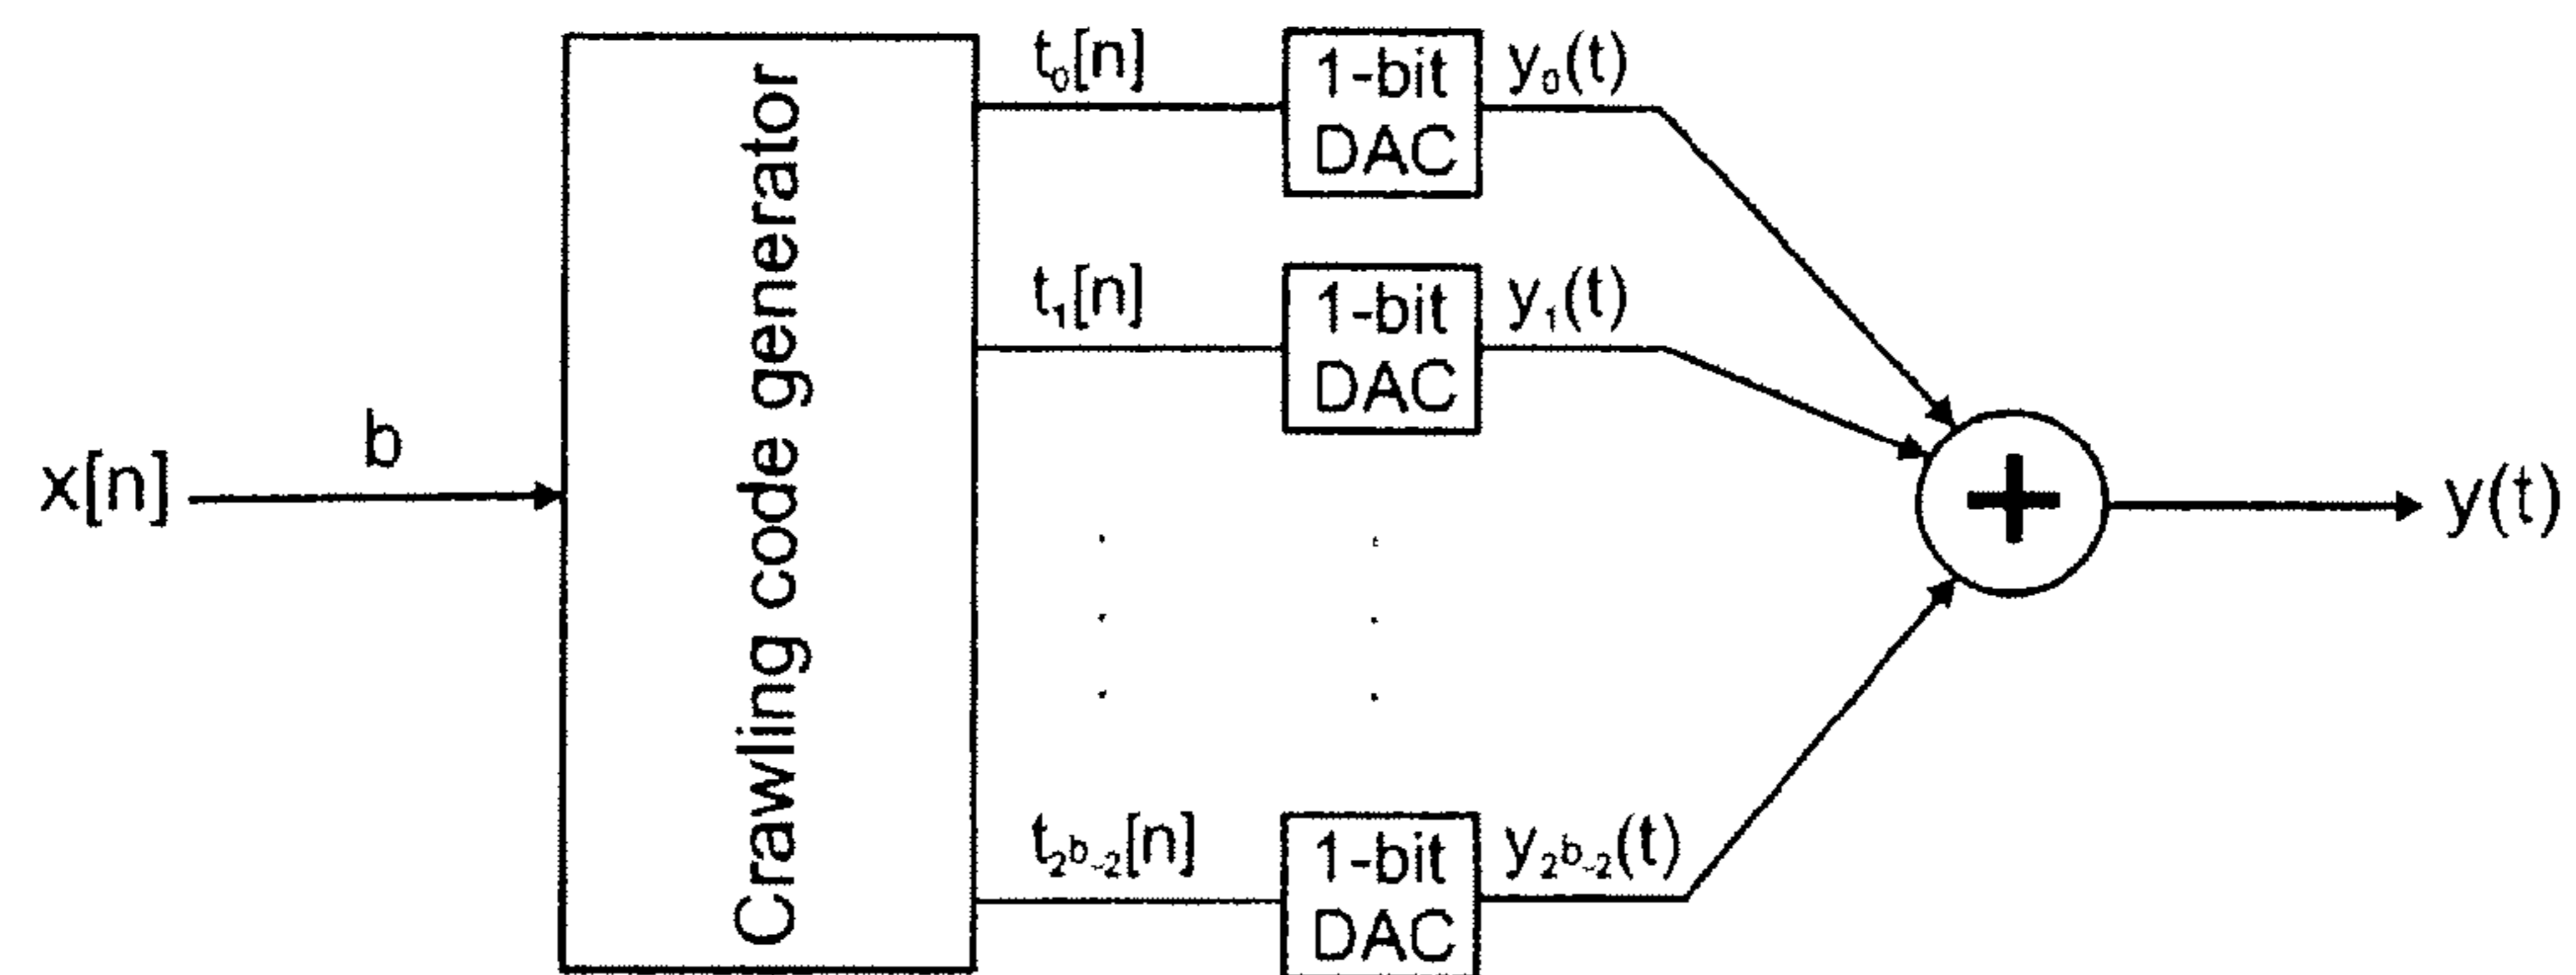 x[n]
b
Crawling code generator
t₀[n]
1-bit
DAC
y₀(t)
t₁[n]
1-bit
DAC
y₁(t)
t₂b₋₂[n]
1-bit
DAC
y₂b₋₂(t)
+
y(t)